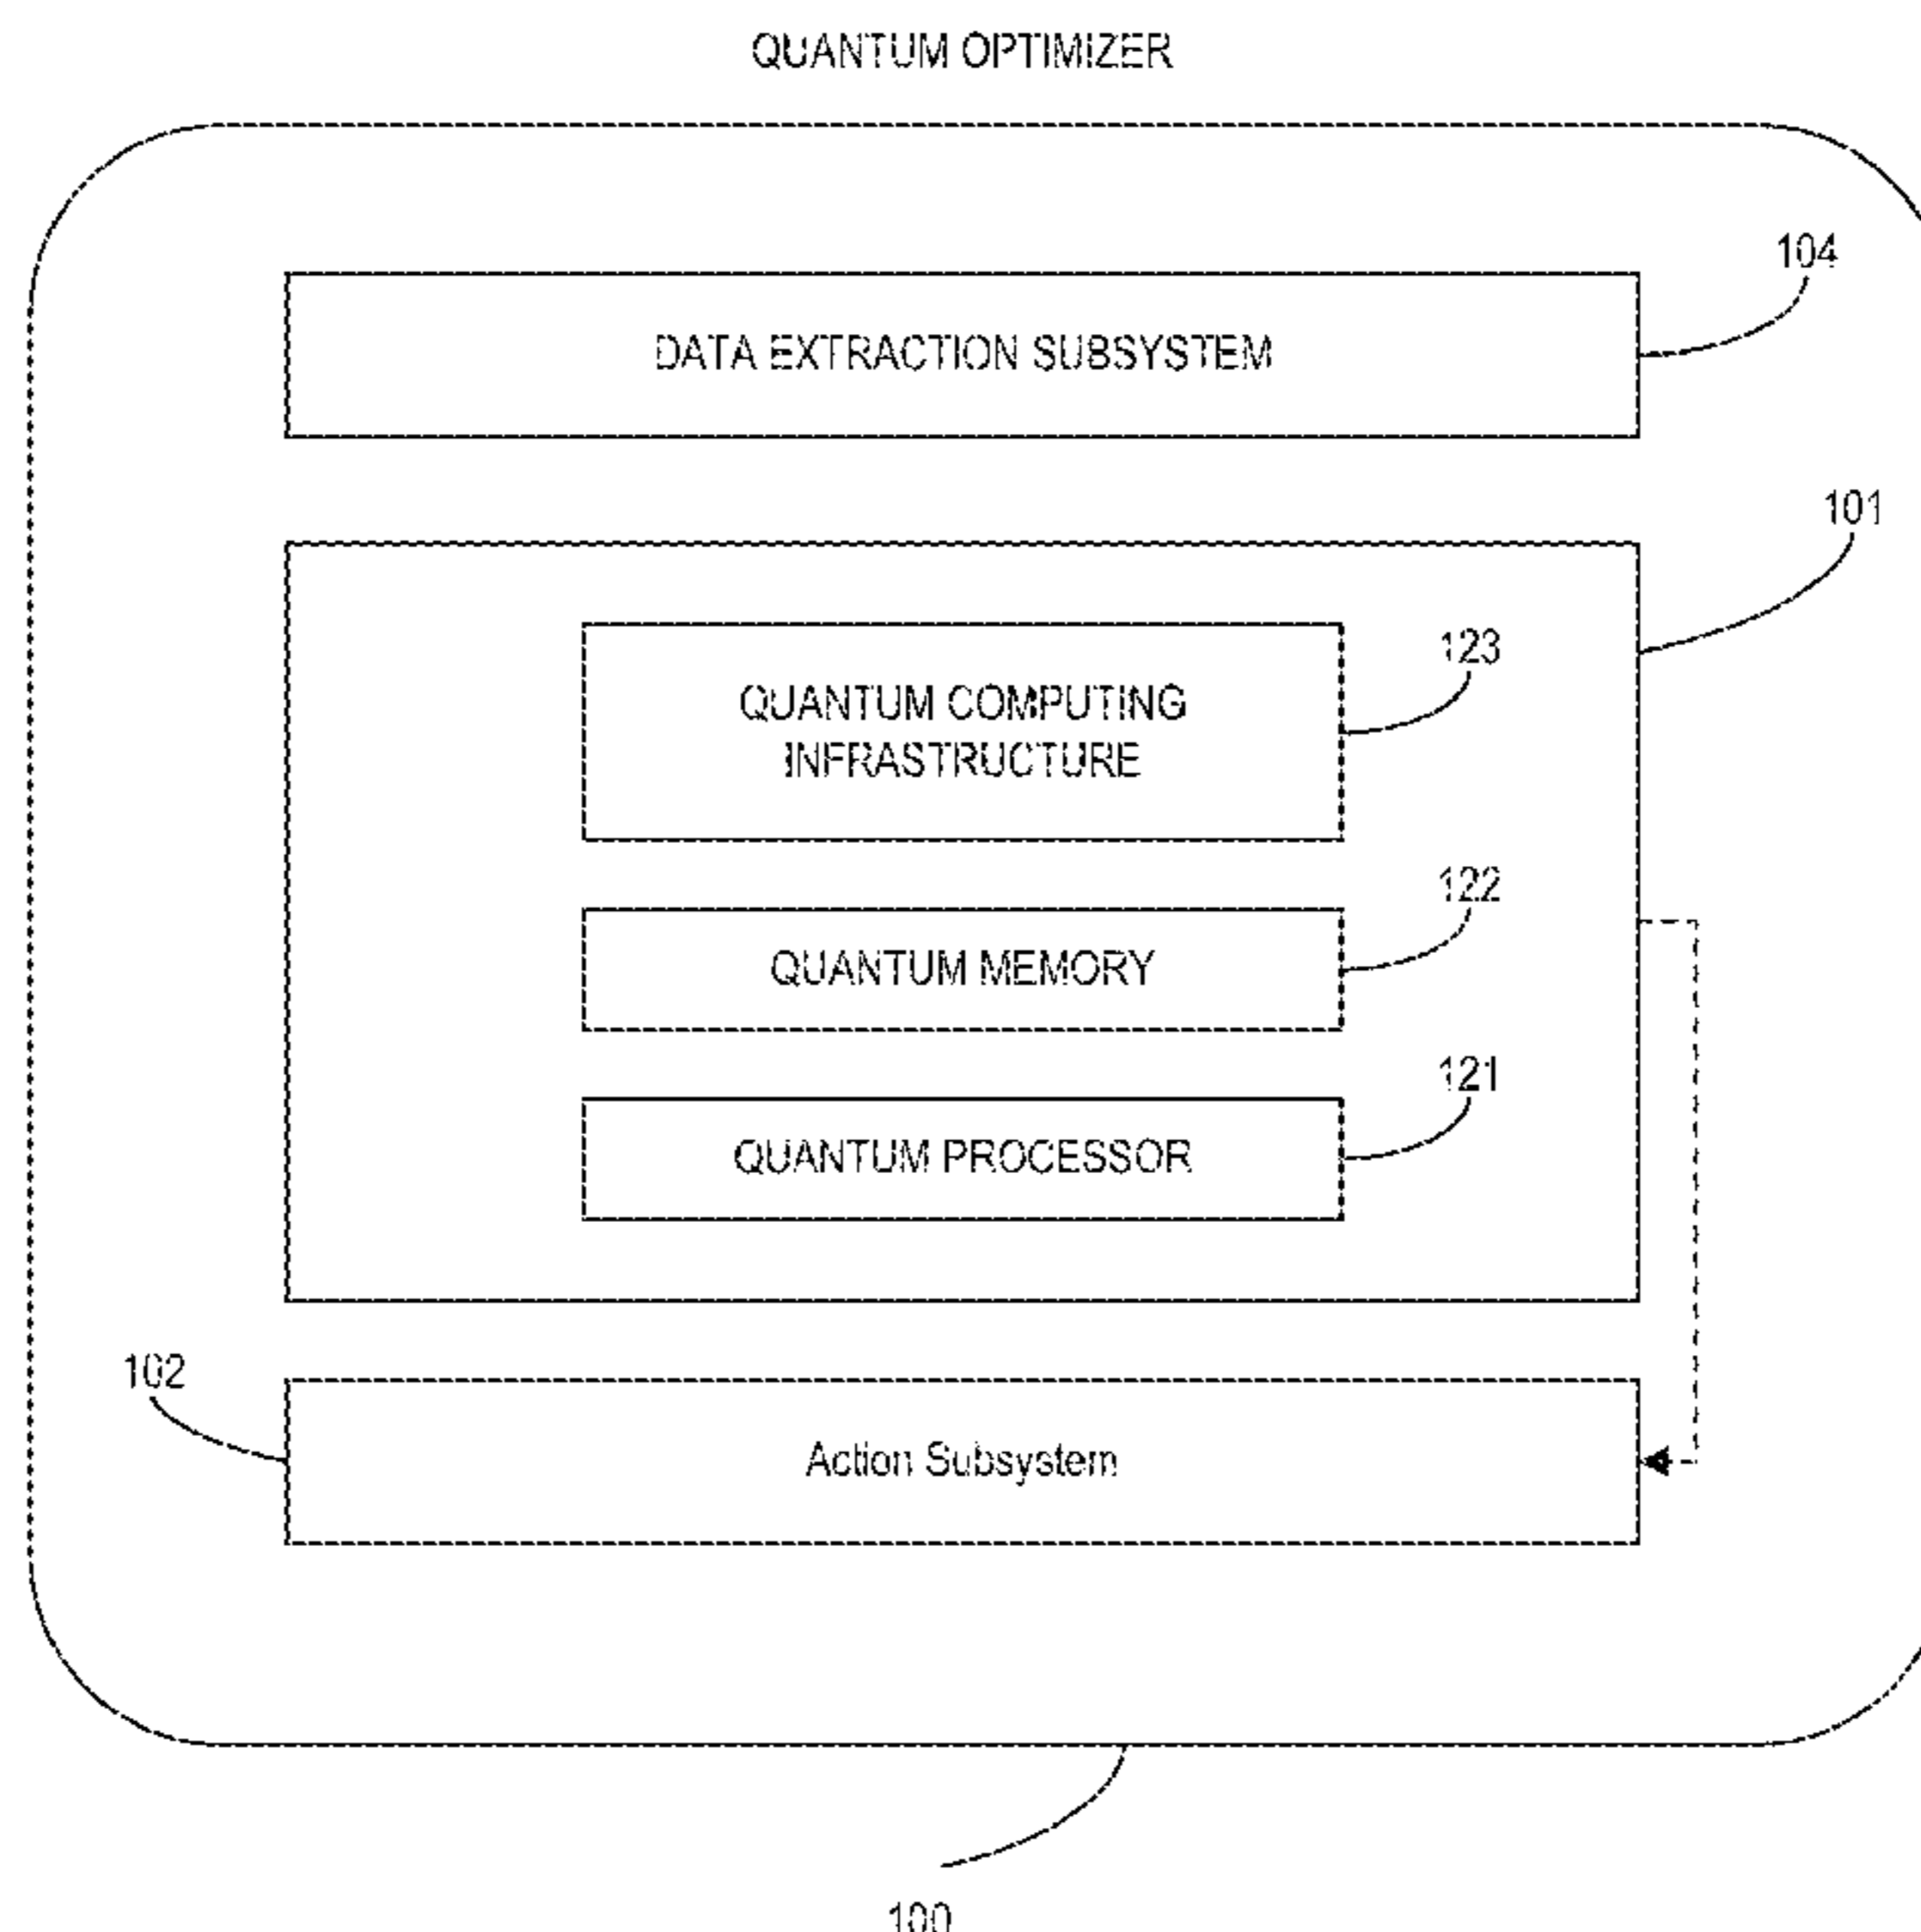 QUANTUM OPTIMIZER
104
DATA EXTRACTION SUBSYSTEM
101
123
QUANTUM COMPUTING
INFRASTRUCTURE
122
QUANTUM MEMORY
121
QUANTUM PROCESSOR
102
Action Subsystem
100